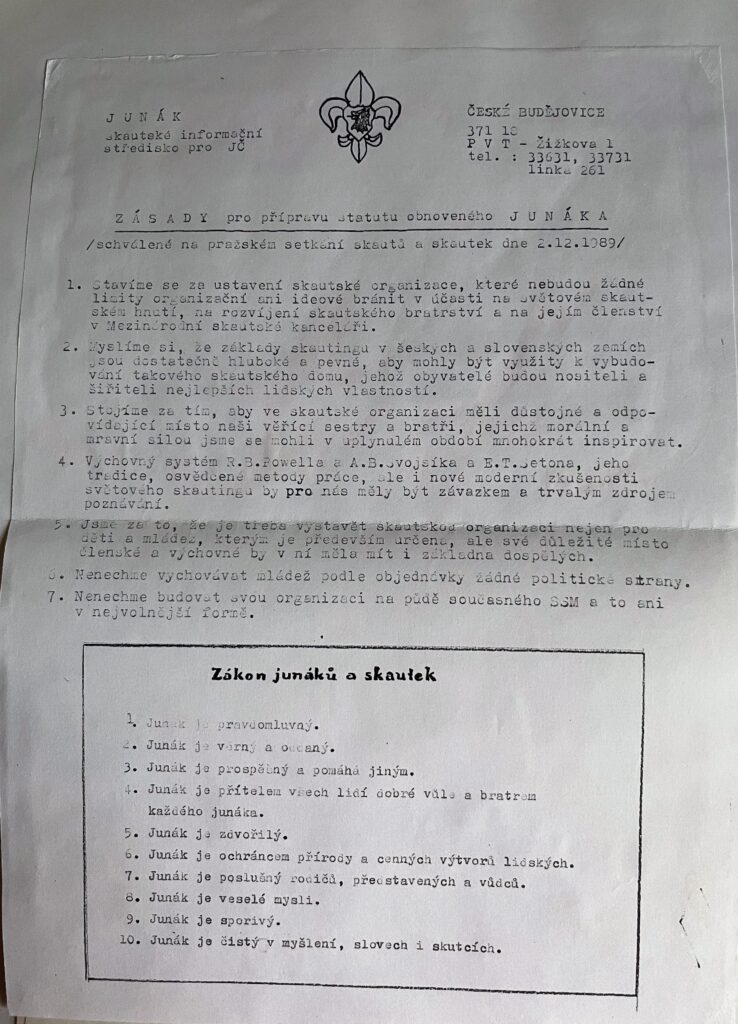 JUNÁK
skautské informační
středisko pro JČ
ČESKÉ BUDĚJOVICE
371 18
PVT - Žižkova 1
tel. : 33631, 33731
linka 261
ZÁSADY pro přípravu statutu obnoveného JUNÁKA
/schválené na pražském setkání skautů a skautek dne 2.12.1989/
1. Stavíme se za ustavení skautské organizace, které nebudou žádné
limity organizační ani ideové bránit v účasti na světovém skaut-
ském hnutí, na rozvíjení skautského bratrství a na jejím členství
v Mezinárodní skautské kanceláři.
2. Myslíme si, že základy skautingu v českých a slovenských zemích
jsou dostatečně hluboké a pevné, aby mohly být využity k vybudo-
vání takového skautského domu, jehož obyvatelé budou nositeli a
šiřiteli nejlepších lidských vlastností.
3. Stojíme za tím, aby ve skautské organizaci měli důstojné a odpo-
vídající místo naši věřící sestry a bratři, jejichž morální a
mravní silou jsme se mohli v uplynulém období mnohokrát inspirovat.
4. Výchovný systém R.B.Powella a A.B.Svojsíka a E.T.Setona, jeho
tradice, osvědčené metody práce, ale i nové moderní zkušenosti
světového skautingu by pro nás měly být závazkem a trvalým zdrojem
poznávání.
5. Jsme za to, že je třeba vystavět skautskou organizaci nejen pro
děti a mládež, kterým je především určena, ale své důležité místo
členské a výchovné by v ní měla mít i základna dospělých.
6. Nenechme vychovávat mládež podle objednávky žádné politické strany.
7. Nenechme budovat svou organizaci na půdě současného SSM a to ani
v nejvolnější formě.
Zákon junáků a skautek
1. Junák je pravdomluvný.
2. Junák je věrný a oddaný.
3. Junák je prospěšný a pomáhá jiným.
4. Junák je přítelem všech lidí dobré vůle a bratrem
každého junáka.
5. Junák je zdvořilý.
6. Junák je ochráncem přírody a cenných výtvorů lidských.
7. Junák je poslušný rodičů, představených a vůdců.
8. Junák je veselé mysli.
9. Junák je sporivý.
10. Junák je čistý v myšlení, slovech i skutcích.